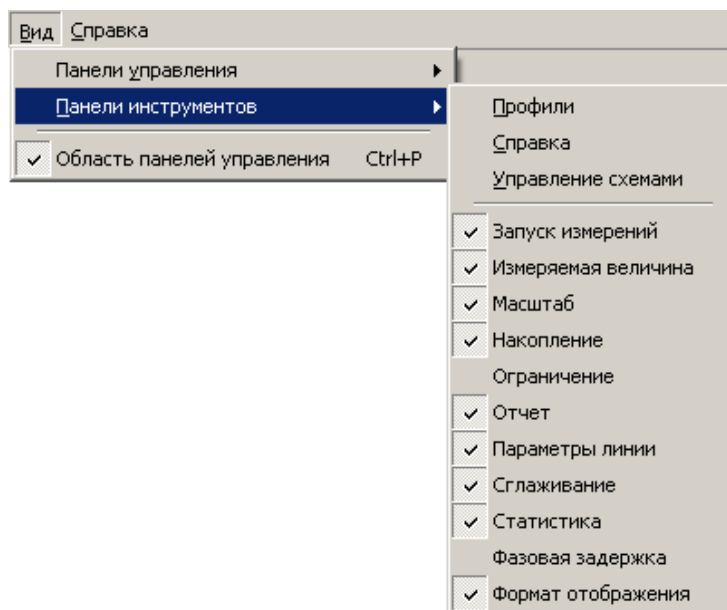 Вид Справка
Панели управления
Панели инструментов
Область панелей управления Ctrl+P
Профили
Справка
Управление схемами
Запуск измерений
Измеряемая величина
Масштаб
Накопление
Ограничение
Отчет
Параметры линии
Сглаживание
Статистика
Фазовая задержка
Формат отображения